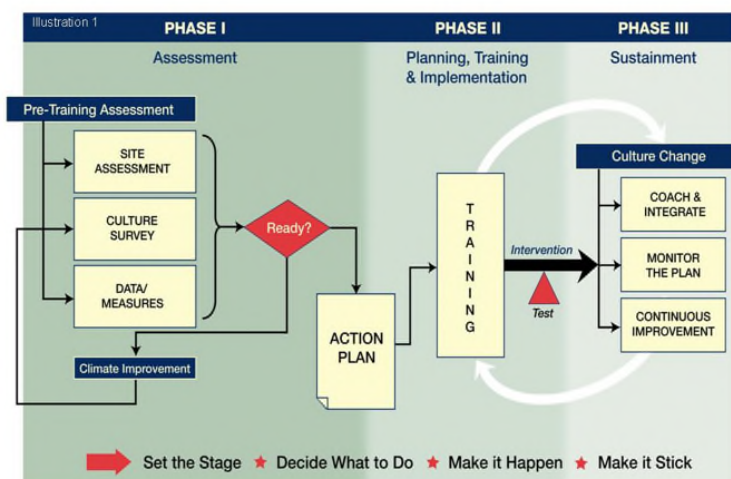 Illustration 1
PHASE I
Assessment
PHASE II
Planning, Training
& Implementation
PHASE III
Sustainment
Pre-Training Assessment
SITE
ASSESSMENT
CULTURE
SURVEY
DATA/
MEASURES
Climate Improvement
Ready?
ACTION
PLAN
TRAINING
Intervention
Test
Culture Change
COACH &
INTEGRATE
MONITOR
THE PLAN
CONTINUOUS
IMPROVEMENT
Set the Stage ★ Decide What to Do ★ Make it Happen ★ Make it Stick